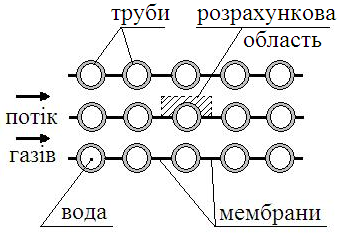 труби
розрахункова
область
потік
газів
вода
мембрани